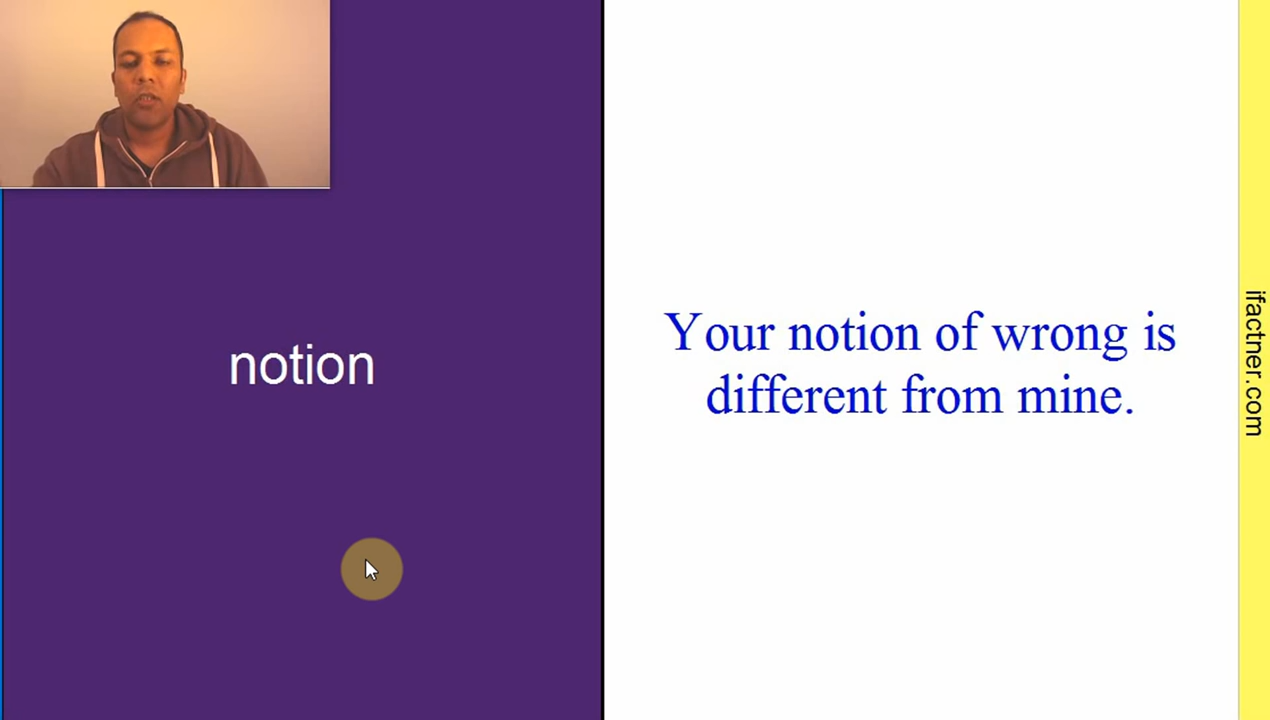 notion
Your notion of wrong is
different from mine.
ifactner.com